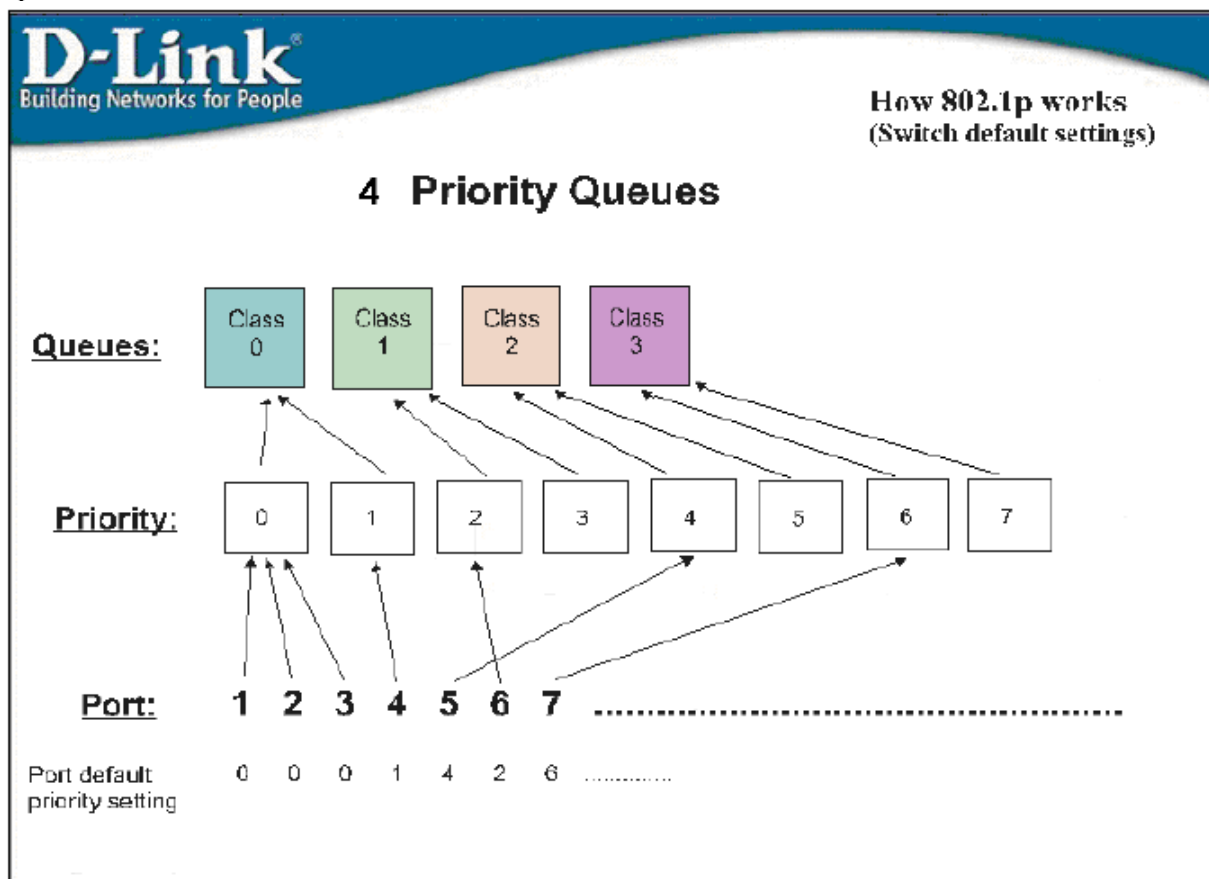 D-Link®
Building Networks for People
How 802.1p works
(Switch default settings)
4 Priority Queues
Queues:
Class 0
Class 1
Class 2
Class 3
Priority:
0 1 2 3 4 5 6 7
Port:
1 2 3 4 5 6 7 ........................
Port default priority setting
0 0 0 1 4 2 6 .............